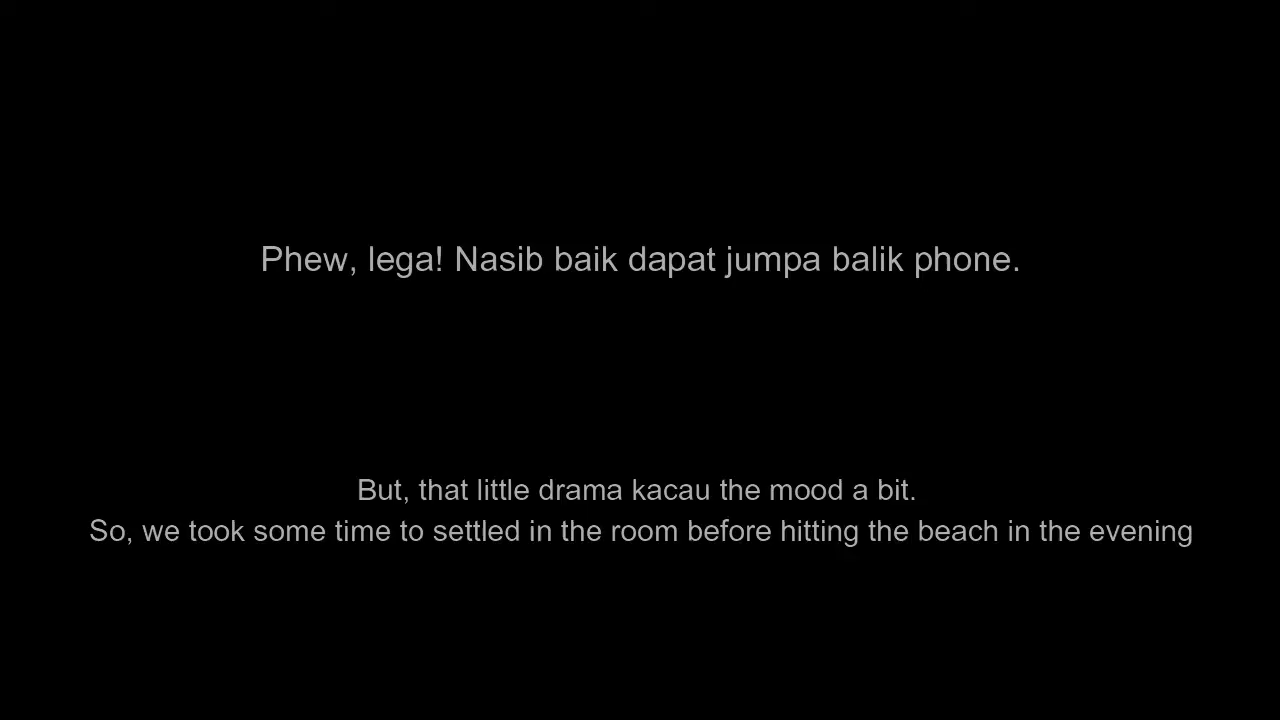 Phew, lega! Nasib baik dapat jumpa balik phone.
But, that little drama kacau the mood a bit.
So, we took some time to settled in the room before hitting the beach in the evening